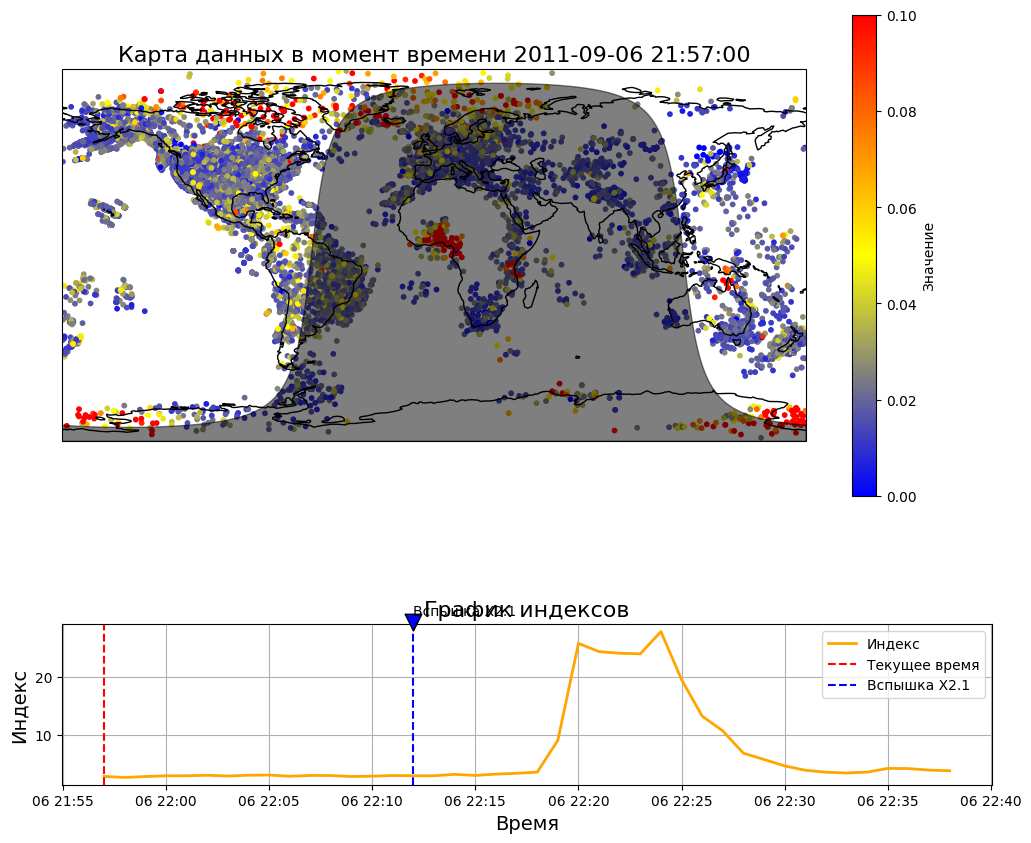 Карта данных в момент времени 2011-09-06 21:57:00
0.10
0.08
0.06
0.04
0.02
0.00
Значение
График индексов
Вспышка X2.1
Индекс
Текущее время
Вспышка X2.1
20
10
Индекс
06 21:55
06 22:00
06 22:05
06 22:10
06 22:15
06 22:20
06 22:25
06 22:30
06 22:35
06 22:40
Время